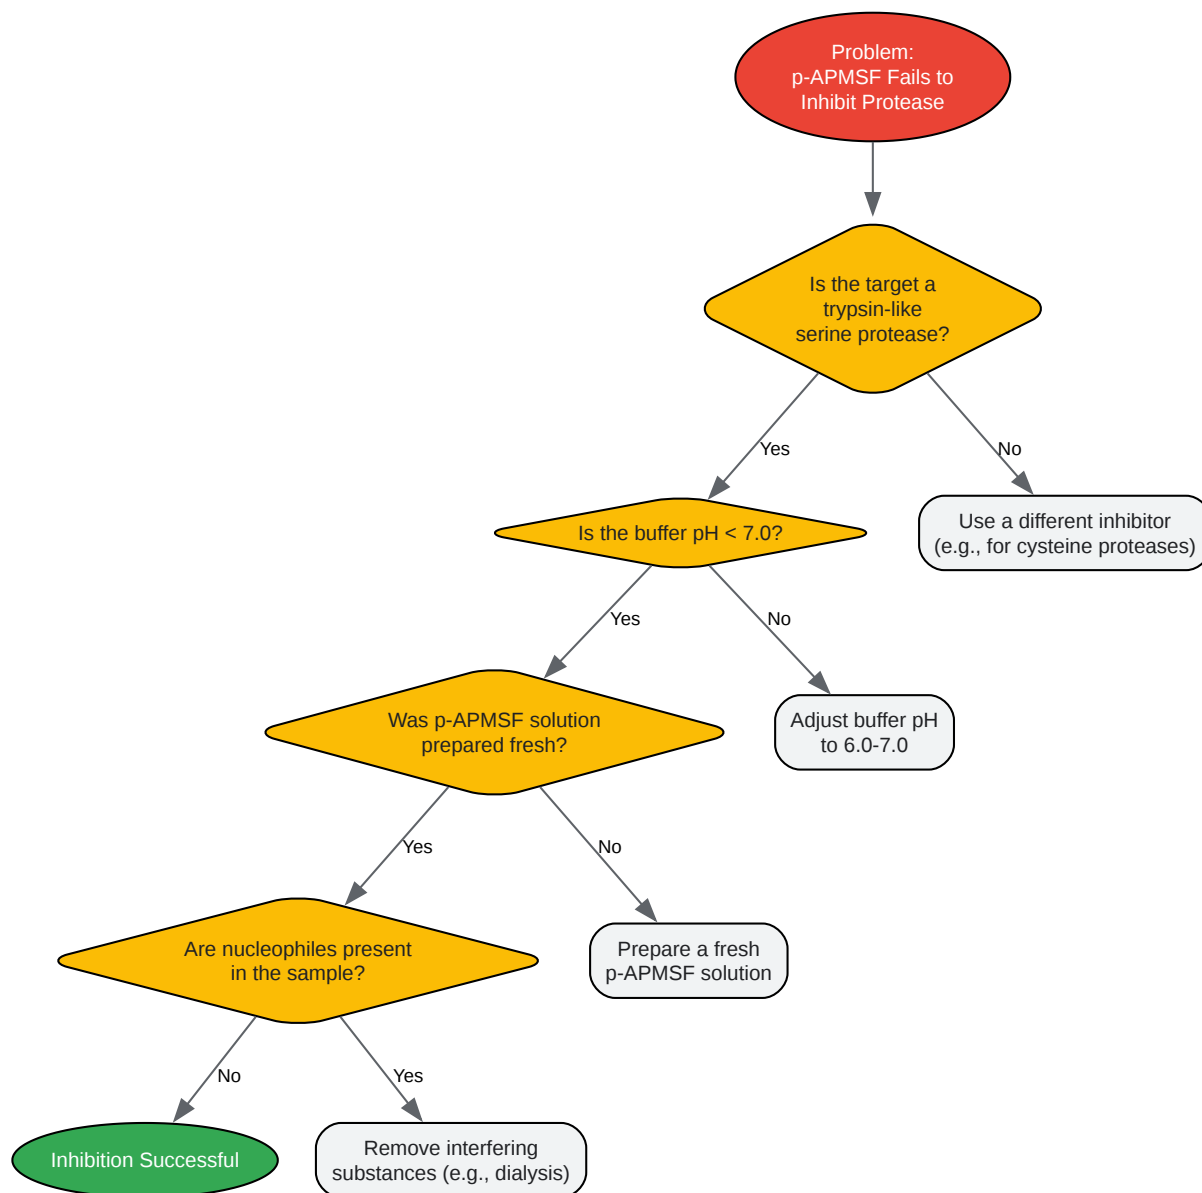 Problem:
p-APMSF Fails to
Inhibit Protease
Is the target a
trypsin-like
serine protease?
Yes
No
Is the buffer pH < 7.0?
Use a different inhibitor
(e.g., for cysteine proteases)
Yes
No
Was p-APMSF solution
prepared fresh?
Adjust buffer pH
to 6.0-7.0
Yes
No
Are nucleophiles present
in the sample?
Prepare a fresh
p-APMSF solution
No
Yes
Inhibition Successful
Remove interfering
substances (e.g., dialysis)